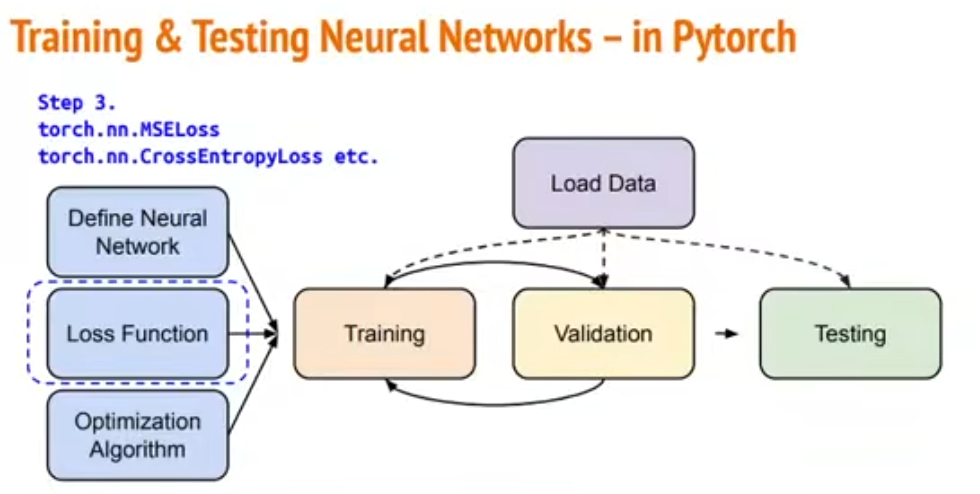 Training & Testing Neural Networks – in Pytorch
Step 3.
torch.nn.MSELoss
torch.nn.CrossEntropyLoss etc.
Load Data
Define Neural
Network
Loss Function
Training
Validation
Testing
Optimization
Algorithm